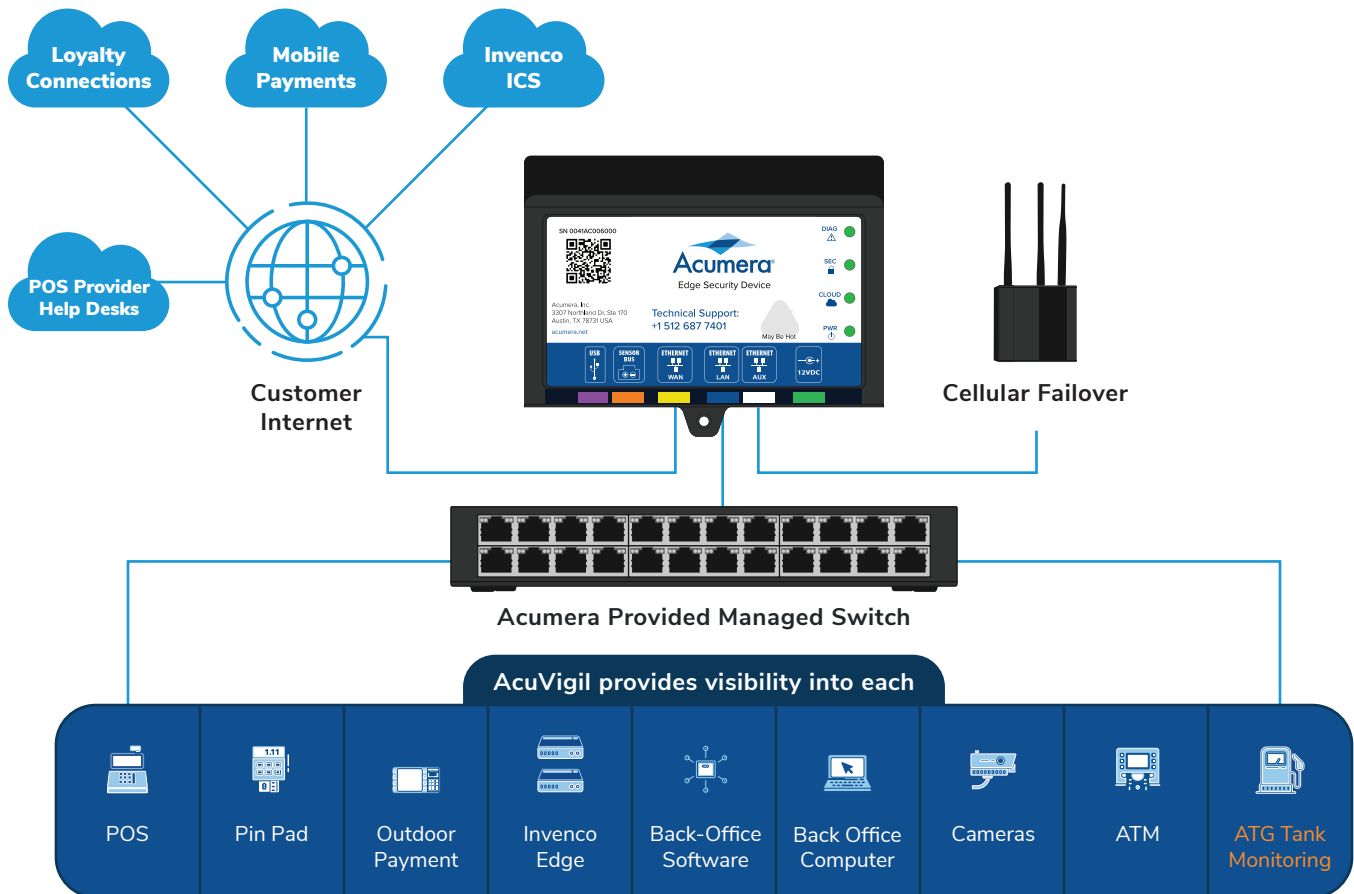 Loyalty
Connections
Mobile
Payments
Invenco
ICS
POS Provider
Help Desks
Customer
Internet
SN 0041AC006000
Acumera®
Edge Security Device
Acumera, Inc.
3307 Northland Dr, Ste 170
Austin, TX 78731 USA
acumera.net
Technical Support:
+1 512 687 7401
May Be Hot
DIAG
SEC
CLOUD
PWR
USB
SENSOR
BUS
ETHERNET
WAN
ETHERNET
LAN
ETHERNET
AUX
12VDC
Cellular Failover
Acumera Provided Managed Switch
AcuVigil provides visibility into each
1.11
POS
Pin Pad
Outdoor
Payment
Invenco
Edge
Back-Office
Software
Back Office
Computer
Cameras
ATM
ATG Tank
Monitoring